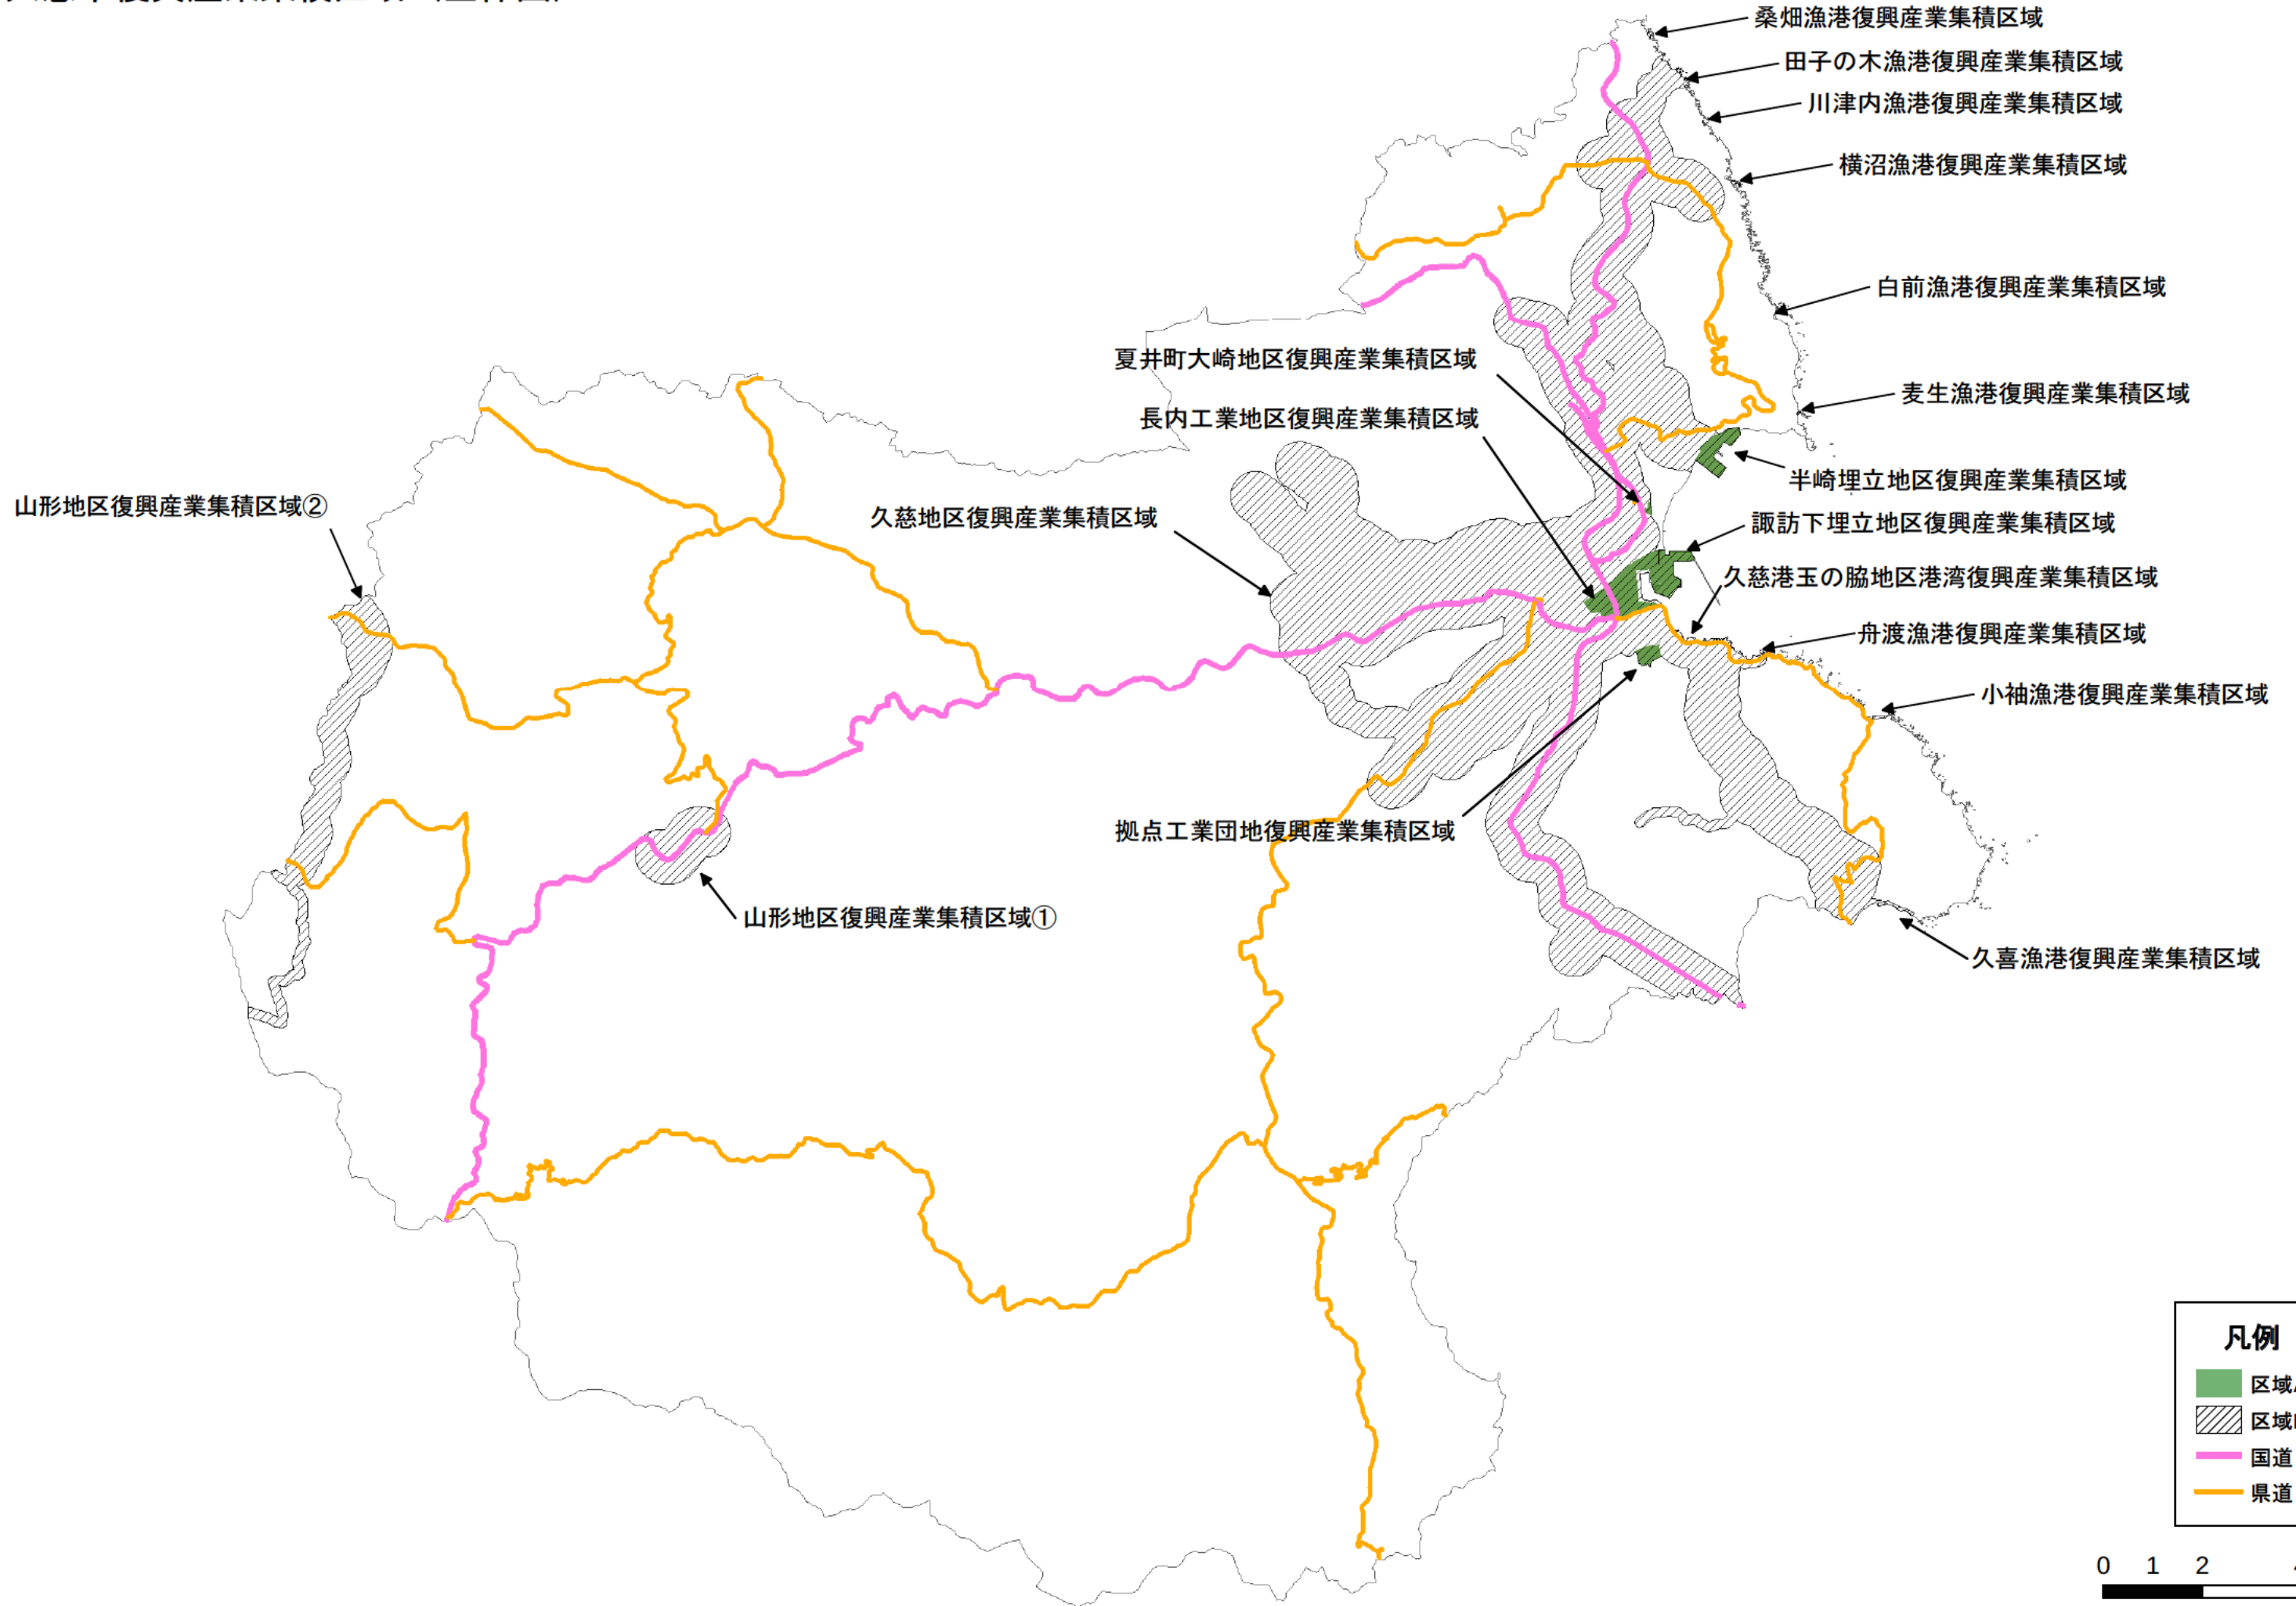 桑畑漁港復興産業集積区域
田子の木漁港復興産業集積区域
川津内漁港復興産業集積区域
横沼漁港復興産業集積区域
白前漁港復興産業集積区域
夏井町大崎地区復興産業集積区域
麦生漁港復興産業集積区域
長内工業地区復興産業集積区域
半崎埋立地区復興産業集積区域
山形地区復興産業集積区域②
久慈地区復興産業集積区域
諏訪下埋立地区復興産業集積区域
久慈港玉の脇地区港湾復興産業集積区域
舟渡漁港復興産業集積区域
小袖漁港復興産業集積区域
拠点工業団地復興産業集積区域
山形地区復興産業集積区域①
久喜漁港復興産業集積区域
凡例
区域
区域
国道
県道
0 1 2